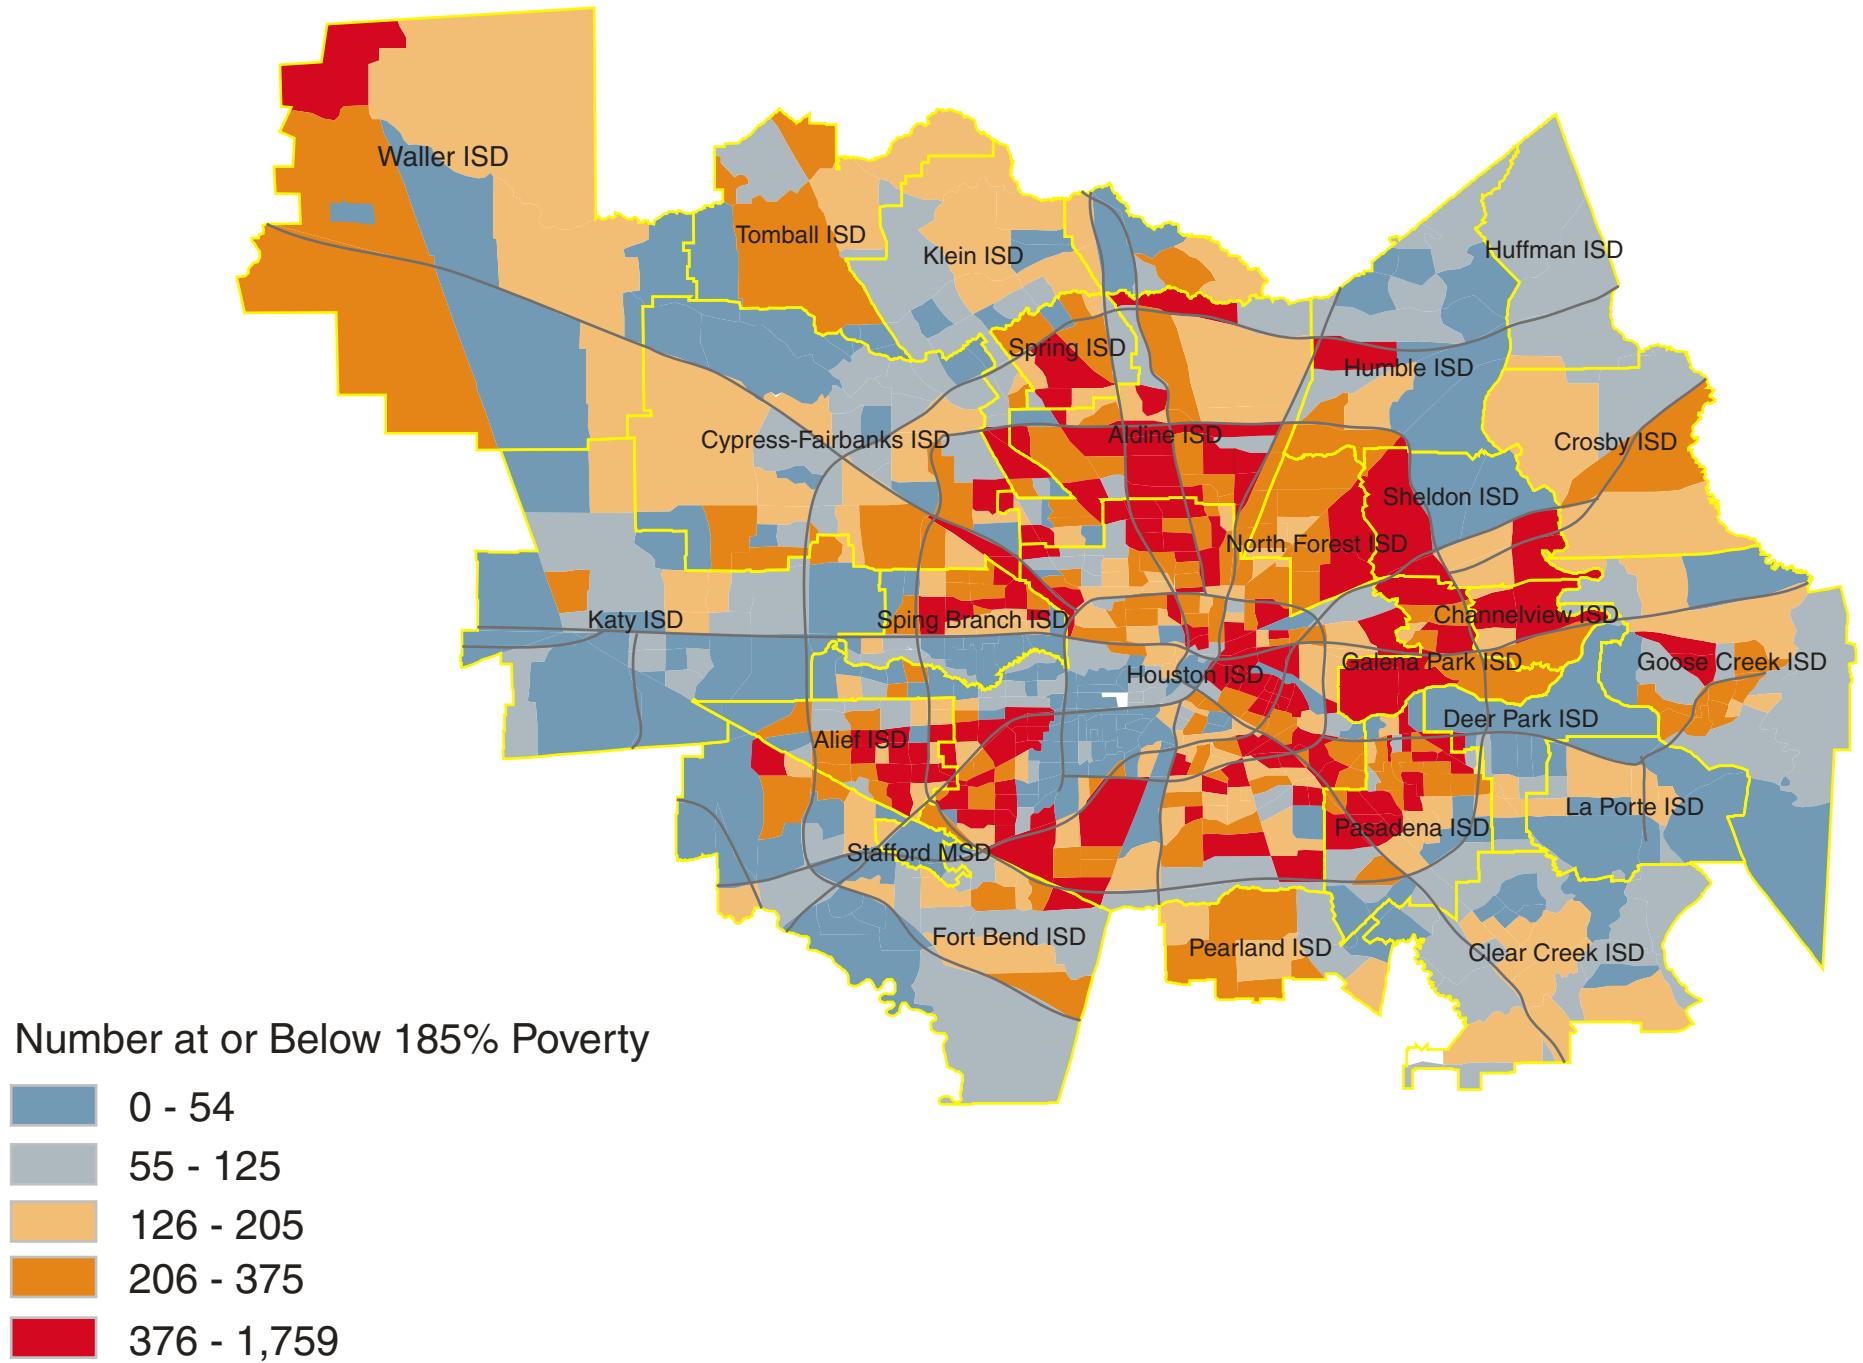 Waller ISD
Tomball ISD
Klein ISD
Huffman ISD
Spring ISD
Humble ISD
Cypress-Fairbanks ISD
Aldine ISD
Crosby ISD
Sheldon ISD
North Forest ISD
Katy ISD
Sping Branch ISD
Channelview ISD
Houston ISD
Galena Park ISD
Goose Creek ISD
Deer Park ISD
Alief ISD
La Porte ISD
Pasadena ISD
Stafford MSD
Fort Bend ISD
Pearland ISD
Clear Creek ISD
Number at or Below 185% Poverty
0 - 54
55 - 125
126 - 205
206 - 375
376 - 1,759